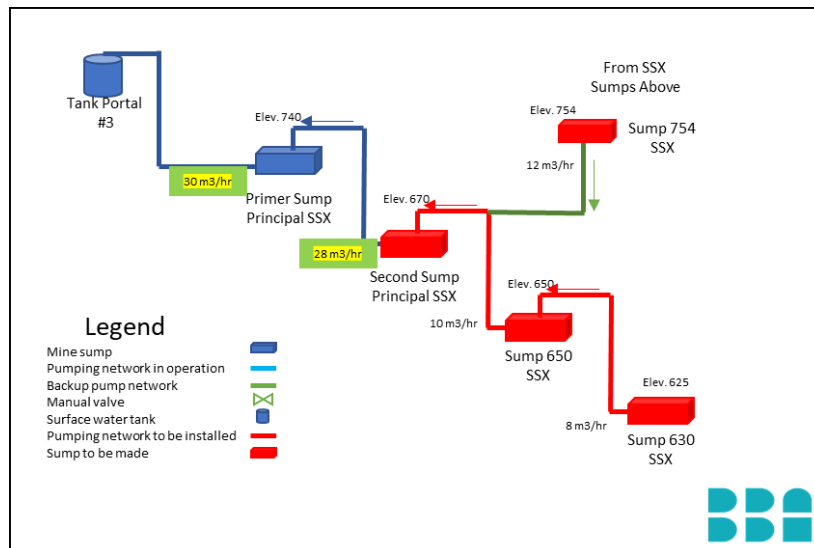 From SSX
Sumps Above
Tank Portal
#3
Elev. 740
Elev. 754
Sump 754
SSX
12 m3/hr
30 m3/hr
Primer Sump
Principal SSX
Elev. 670
28 m3/hr
Second Sump
Principal SSX
Elev. 650
10 m3/hr
Sump 650
SSX
Elev. 625
8 m3/hr
Sump 630
SSX
Legend
Mine sump
Pumping network in operation
Backup pump network
Manual valve
Surface water tank
Pumping network to be installed
Sump to be made
BBA